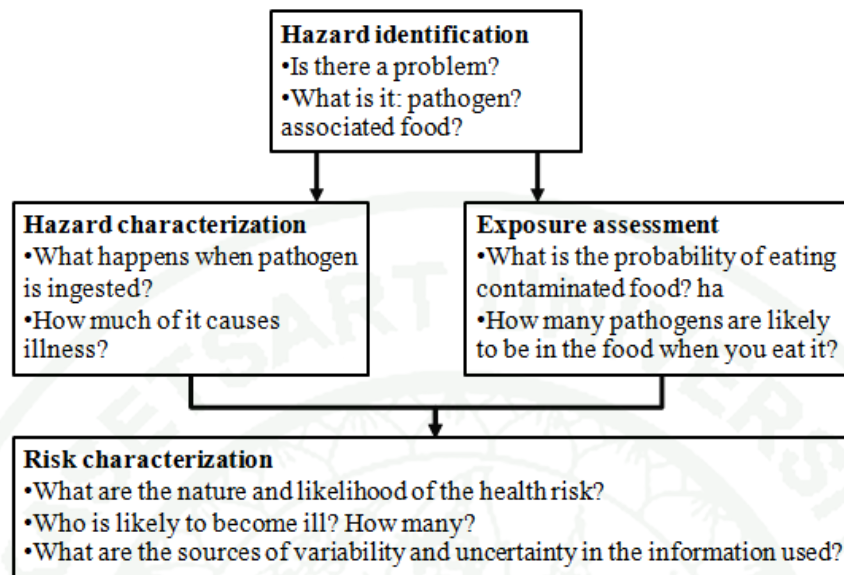 Hazard identification
•Is there a problem?
•What is it: pathogen?
associated food?
Hazard characterization
•What happens when pathogen
is ingested?
•How much of it causes
illness?
Exposure assessment
•What is the probability of eating
contaminated food? ha
•How many pathogens are likely
to be in the food when you eat it?
Risk characterization
•What are the nature and likelihood of the health risk?
•Who is likely to become ill? How many?
•What are the sources of variability and uncertainty in the information used?